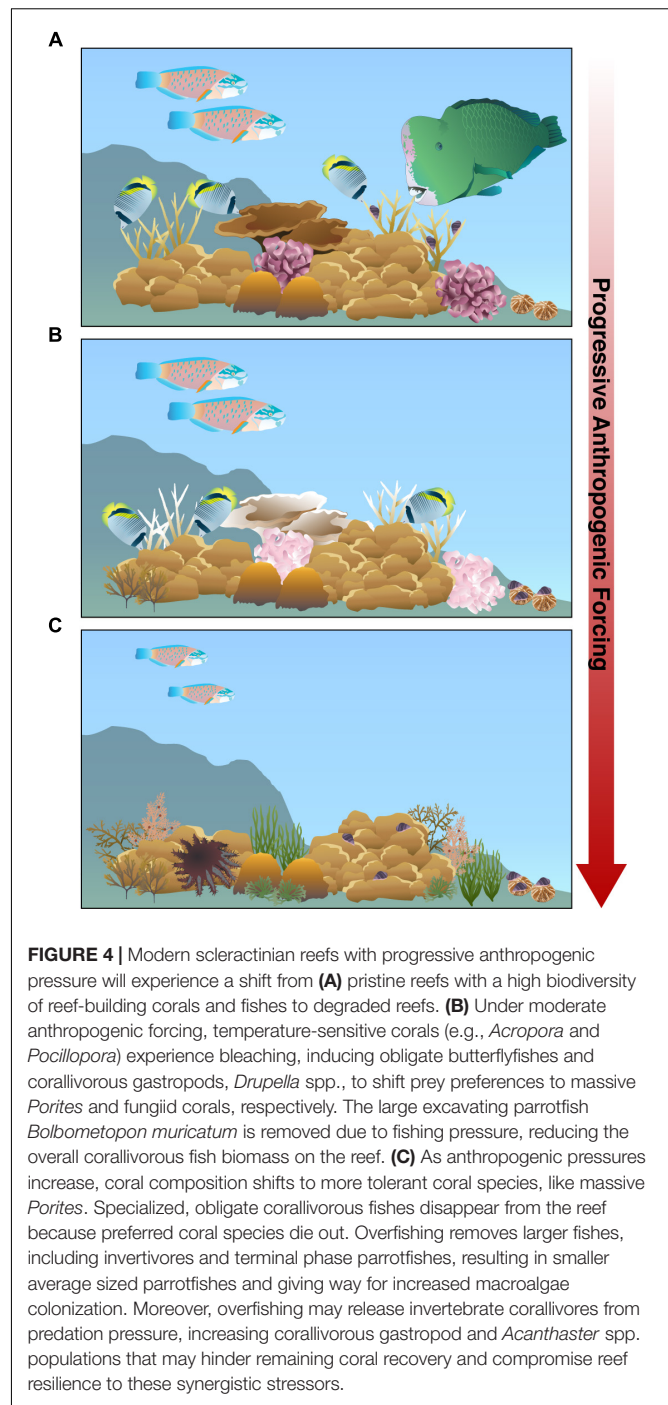 A
B
C
Progressive Anthropogenic Forcing
FIGURE 4 | Modern scleractinian reefs with progressive anthropogenic
pressure will experience a shift from (A) pristine reefs with a high biodiversity
of reef-building corals and fishes to degraded reefs. (B) Under moderate
anthropogenic forcing, temperature-sensitive corals (e.g., Acropora and
Pocillopora) experience bleaching, inducing obligate butterflyfishes and
corallivorous gastropods, Drupella spp., to shift prey preferences to massive
Porites and fungiid corals, respectively. The large excavating parrotfish
Bolbometopon muricatum is removed due to fishing pressure, reducing the
overall corallivorous fish biomass on the reef. (C) As anthropogenic pressures
increase, coral composition shifts to more tolerant coral species, like massive
Porites. Specialized, obligate corallivorous fishes disappear from the reef
because preferred coral species die out. Overfishing removes larger fishes,
including invertivores and terminal phase parrotfishes, resulting in smaller
average sized parrotfishes and giving way for increased macroalgae
colonization. Moreover, overfishing may release invertebrate corallivores from
predation pressure, increasing corallivorous gastropod and Acanthaster spp.
populations that may hinder remaining coral recovery and compromise reef
resilience to these synergistic stressors.